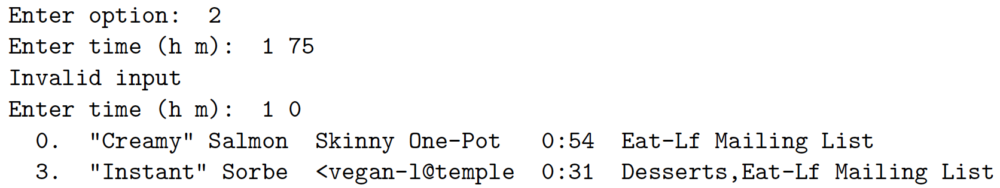 Enter option:  2
Enter time (h m):  1 75
Invalid input
Enter time (h m):  1 0
  0.  "Creamy" Salmon  Skinny One-Pot   0:54  Eat-Lf Mailing List
  3.  "Instant" Sorbe  <vegan-l@temple  0:31  Desserts,Eat-Lf Mailing List